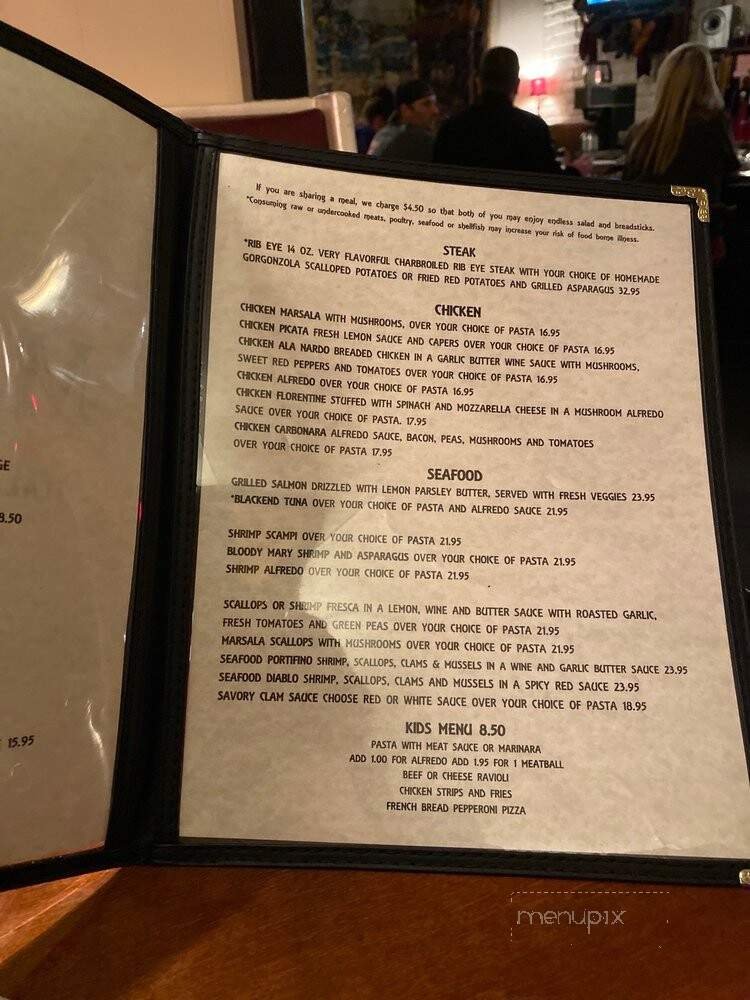 GE
8.50
15.95
If you are sharing a meal, we charge $4.50 so that both of you may enjoy endless salad and breadsticks.
*Consuming raw or undercooked meats, poultry, seafood or shellfish may increase your risk of food borne illness.
STEAK
*RIB EYE 14 OZ. VERY FLAVORFUL CHARBROILED RIB EYE STEAK WITH YOUR CHOICE OF HOMEMADE
GORGONZOLA SCALLOPED POTATOES OR FRIED RED POTATOES AND GRILLED ASPARAGUS 32.95
CHICKEN
CHICKEN MARSALA WITH MUSHROOMS, OVER YOUR CHOICE OF PASTA 16.95
CHICKEN PICATA FRESH LEMON SAUCE AND CAPERS OVER YOUR CHOICE OF PASTA 16.95
CHICKEN ALA NARDO BREADED CHICKEN IN A GARLIC BUTTER WINE SAUCE WITH MUSHROOMS,
SWEET RED PEPPERS AND TOMATOES OVER YOUR CHOICE OF PASTA 16.95
CHICKEN ALFREDO OVER YOUR CHOICE OF PASTA 16.95
CHICKEN FLORENTINE STUFFED WITH SPINACH AND MOZZARELLA CHEESE IN A MUSHROOM ALFREDO
SAUCE OVER YOUR CHOICE OF PASTA. 17.95
CHICKEN CARBONARA ALFREDO SAUCE, BACON, PEAS, MUSHROOMS AND TOMATOES
OVER YOUR CHOICE OF PASTA 17.95
SEAFOOD
GRILLED SALMON DRIZZLED WITH LEMON PARSLEY BUTTER, SERVED WITH FRESH VEGGIES 23.95
*BLACKEND TUNA OVER YOUR CHOICE OF PASTA AND ALFREDO SAUCE 21.95
SHRIMP SCAMPI OVER YOUR CHOICE OF PASTA 21.95
BLOODY MARY SHRIMP AND ASPARAGUS OVER YOUR CHOICE OF PASTA 21.95
SHRIMP ALFREDO OVER YOUR CHOICE OF PASTA 21.95
SCALLOPS OR SHRIMP FRESCA IN A LEMON, WINE AND BUTTER SAUCE WITH ROASTED GARLIC,
FRESH TOMATOES AND GREEN PEAS OVER YOUR CHOICE OF PASTA 21.95
MARSALA SCALLOPS WITH MUSHROOMS OVER YOUR CHOICE OF PASTA 21.95
SEAFOOD PORTIFINO SHRIMP, SCALLOPS, CLAMS & MUSSELS IN A WINE AND GARLIC BUTTER SAUCE 23.95
SEAFOOD DIABLO SHRIMP, SCALLOPS, CLAMS AND MUSSELS IN A SPICY RED SAUCE 23.95
SAVORY CLAM SAUCE CHOOSE RED OR WHITE SAUCE OVER YOUR CHOICE OF PASTA 18.95
KIDS MENU 8.50
PASTA WITH MEAT SAUCE OR MARINARA
ADD 1.00 FOR ALFREDO ADD 1.95 FOR 1 MEATBALL
BEEF OR CHEESE RAVIOLI
CHICKEN STRIPS AND FRIES
FRENCH BREAD PEPPERONI PIZZA
menupix